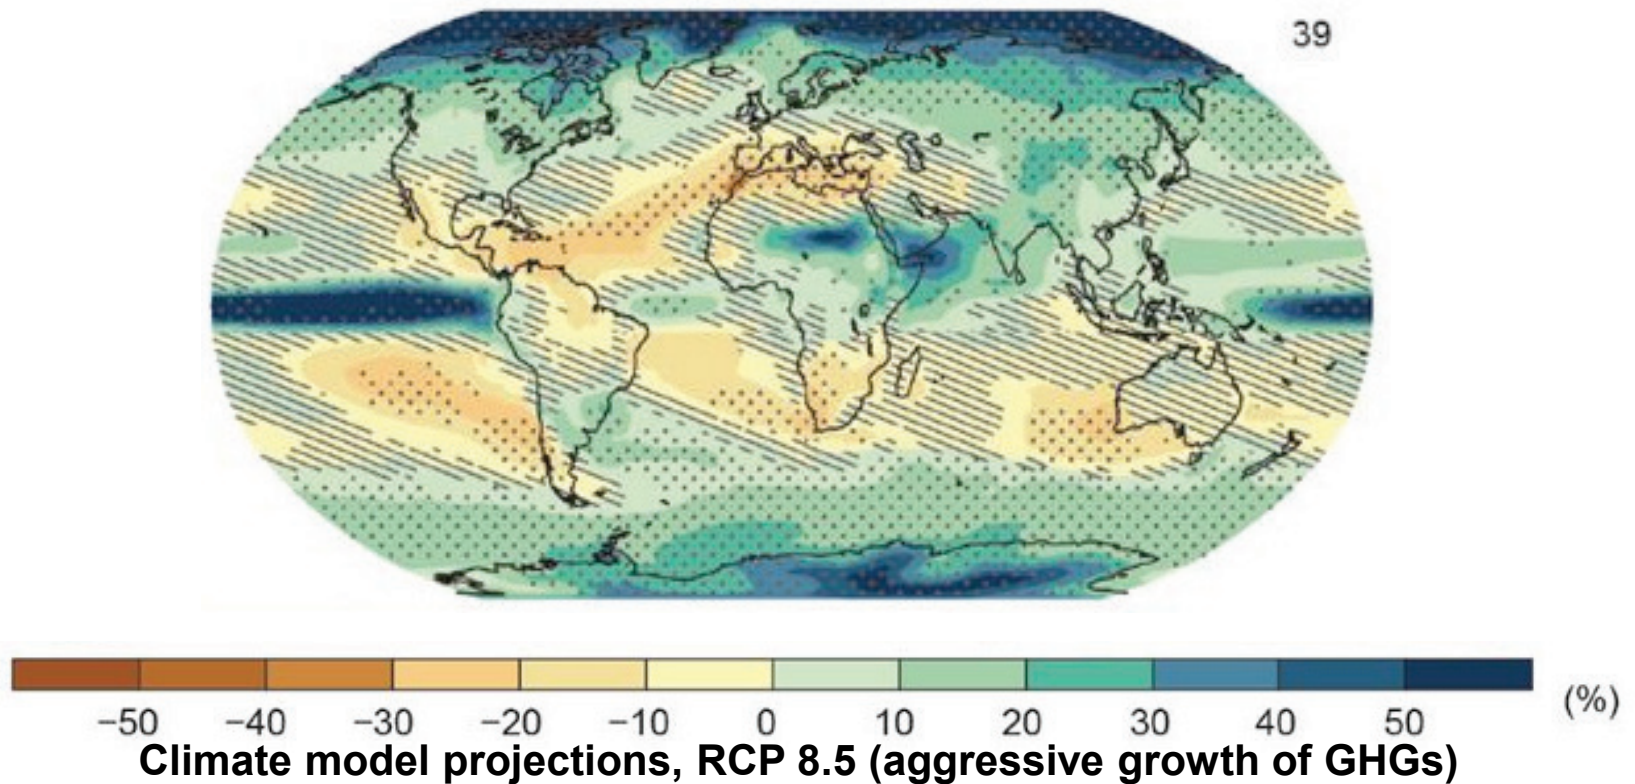 39
−50 −40 −30 −20 −10 0 10 20 30 40 50 (%)
Climate model projections, RCP 8.5 (aggressive growth of GHGs)